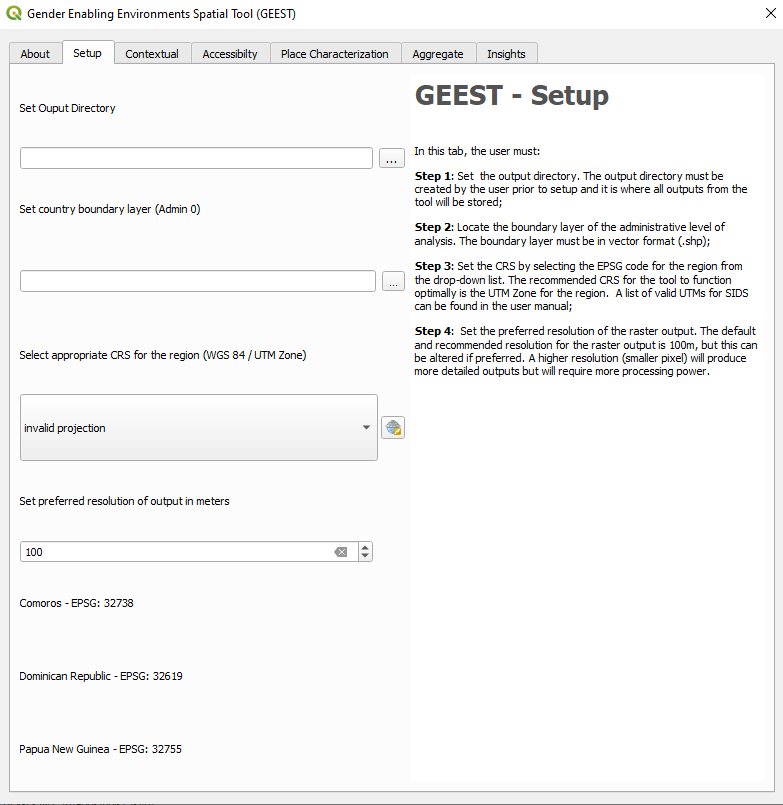 Gender Enabling Environments Spatial Tool (GEEST)
About
Setup
Contextual
Accessibilty
Place Characterization
Aggregate
Insights
Set Ouput Directory
...
Set country boundary layer (Admin 0)
...
Select appropriate CRS for the region (WGS 84 / UTM Zone)
invalid projection
Set preferred resolution of output in meters
100
Comoros - EPSG: 32738
Dominican Republic - EPSG: 32619
Papua New Guinea - EPSG: 32755
GEEST - Setup
In this tab, the user must:
Step 1: Set  the output directory. The output directory must be
created by the user prior to setup and it is where all outputs from the
tool will be stored;
Step 2: Locate the boundary layer of the administrative level of
analysis. The boundary layer must be in vector format (.shp);
Step 3: Set the CRS by selecting the EPSG code for the region from
the drop-down list. The recommended CRS for the tool to function
optimally is the UTM Zone for the region.  A list of valid UTMs for SIDS
can be found in the user manual;
Step 4:  Set the preferred resolution of the raster output. The default
and recommended resolution for the raster output is 100m, but this can
be altered if preferred. A higher resolution (smaller pixel) will produce
more detailed outputs but will require more processing power.